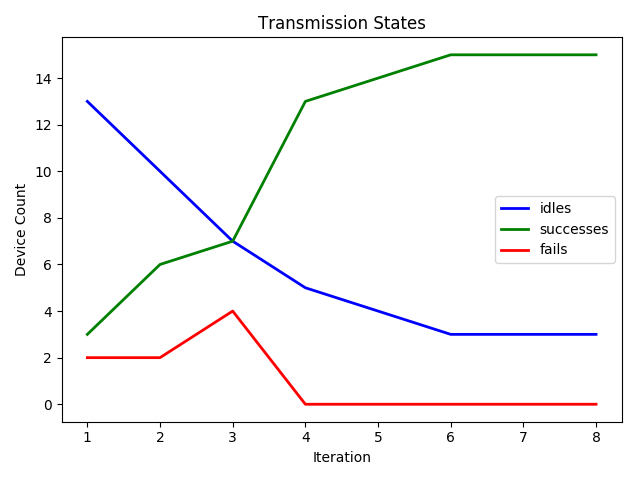 Transmission States
Device Count
14
12
10
8
6
4
2
0
idles
successes
fails
1 2 3 4 5 6 7 8
Iteration